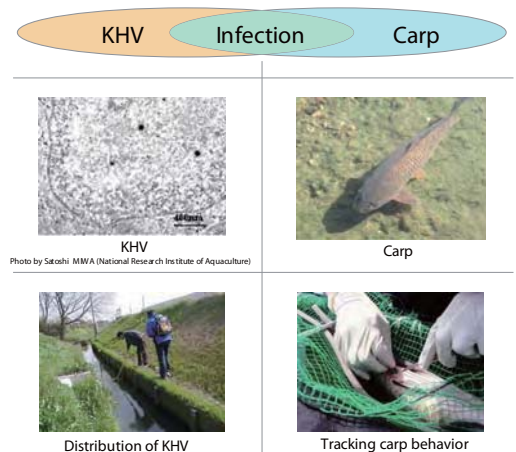 KHV Infection Carp
KHV
Photo by Satoshi MIWA (National Research Institute of Aquaculture)
Carp
Distribution of KHV
Tracking carp behavior